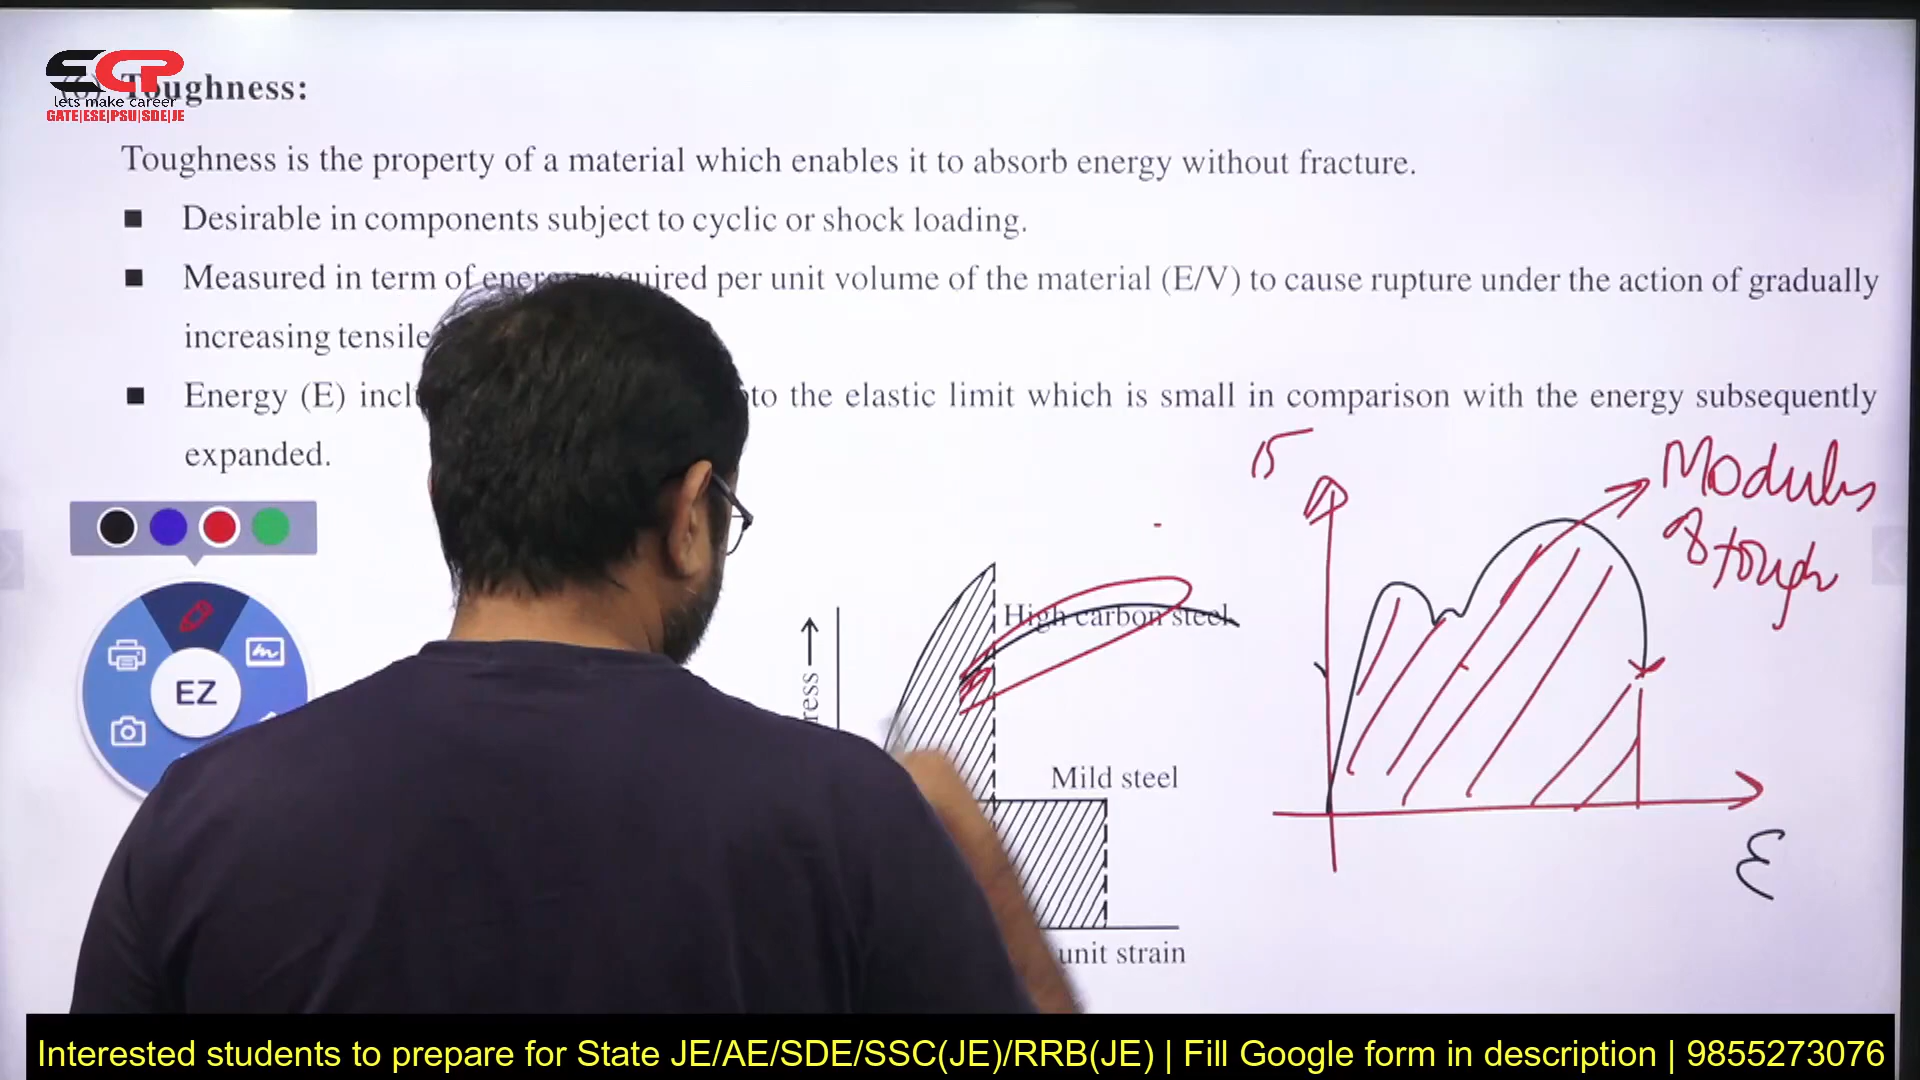 EGP
lets make career
GATE|ESE|PSU|SDE|JE
(6) Toughness:
Toughness is the property of a material which enables it to absorb energy without fracture.
■ Desirable in components subject to cyclic or shock loading.
■ Measured in term of energy required per unit volume of the material (E/V) to cause rupture under the action of gradually
increasing tensile
■ Energy (E) to the elastic limit which is small in comparison with the energy subsequently
expanded.
σ
Modulus
of tough
EZ
High carbon steel
Mild steel
ε
unit strain
Interested students to prepare for State JE/AE/SDE/SSC(JE)/RRB(JE) | Fill Google form in description | 9855273076